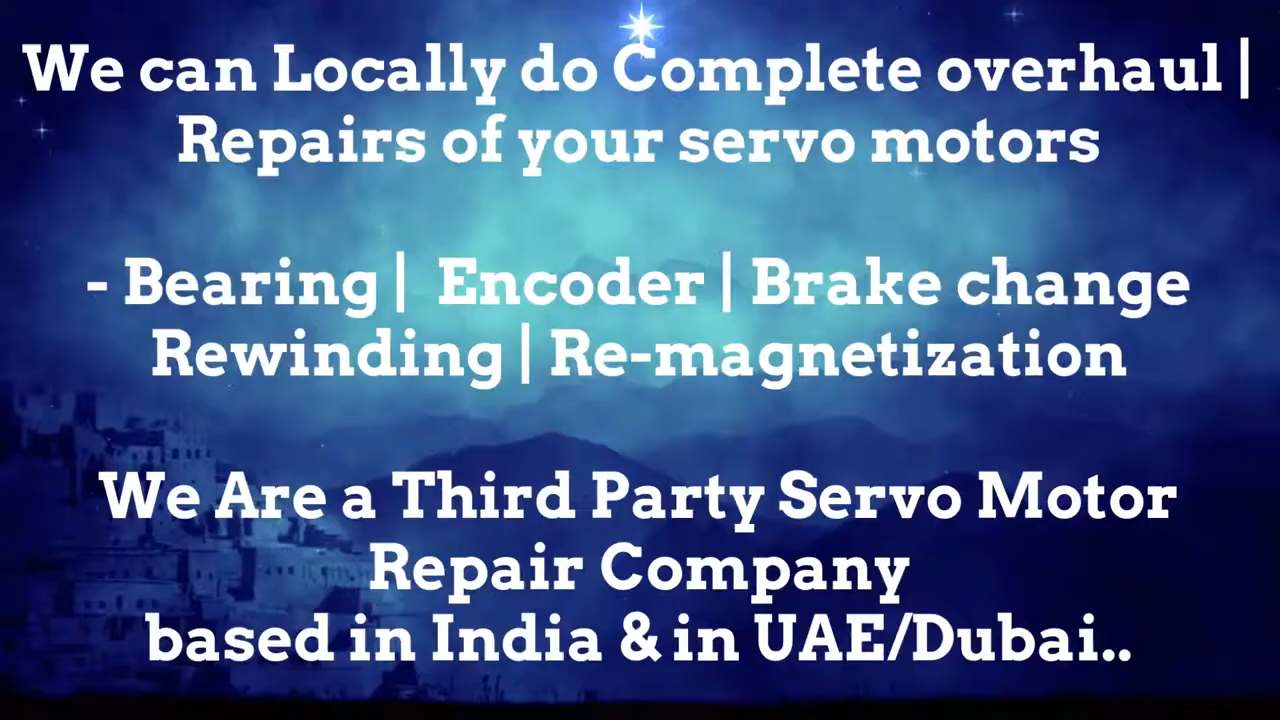 We can Locally do Complete overhaul |
Repairs of your servo motors
- Bearing | Encoder | Brake change
Rewinding | Re-magnetization
We Are a Third Party Servo Motor
Repair Company
based in India & in UAE/Dubai..